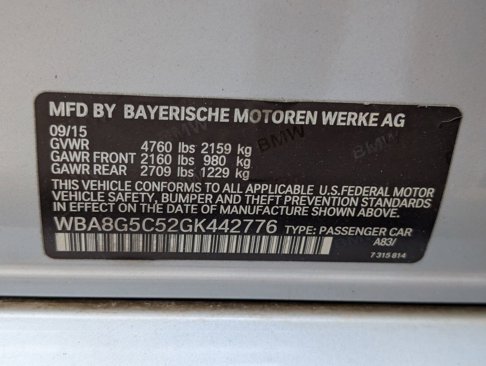 MFD BY BAYERISCHE MOTOREN WERKE AG
09/15
GVWR 4760 lbs 2159 kg
GAWR FRONT 2160 lbs 980 kg
GAWR REAR 2709 lbs 1229 kg
THIS VEHICLE CONFORMS TO ALL APPLICABLE U.S.FEDERAL MOTOR
VEHICLE SAFETY, BUMPER AND THEFT PREVENTION STANDARDS
IN EFFECT ON THE DATE OF MANUFACTURE SHOWN ABOVE.
WBA8G5C52GK442776 TYPE: PASSENGER CAR
A83/
7 315 814
BMW
BMW